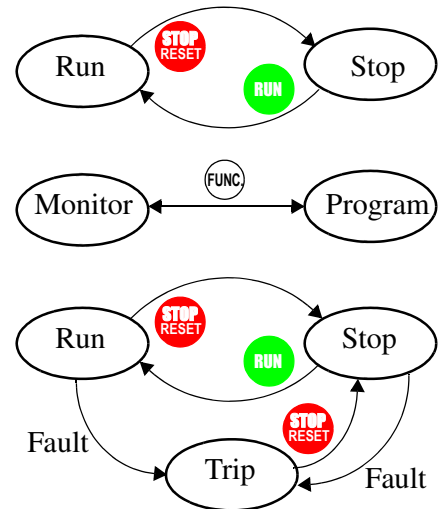 STOP
RESET
Run
Stop
RUN
FUNC.
Monitor
Program
STOP
RESET
Run
Stop
RUN
STOP
RESET
Fault
Trip
Fault